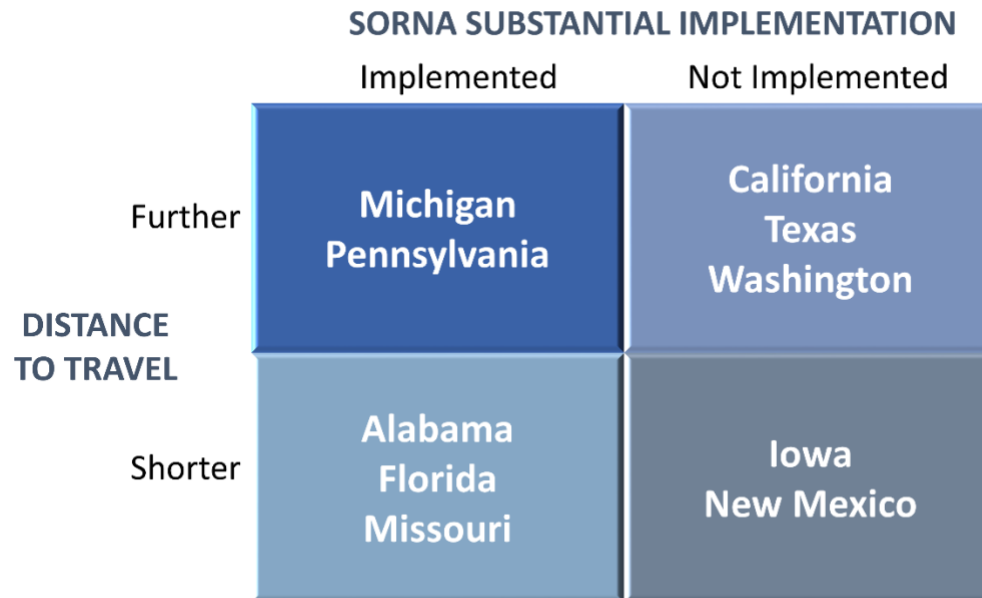 SORNA SUBSTANTIAL IMPLEMENTATION
Implemented
Not Implemented
Further
Michigan
Pennsylvania
California
Texas
Washington
DISTANCE
TO TRAVEL
Shorter
Alabama
Florida
Missouri
Iowa
New Mexico